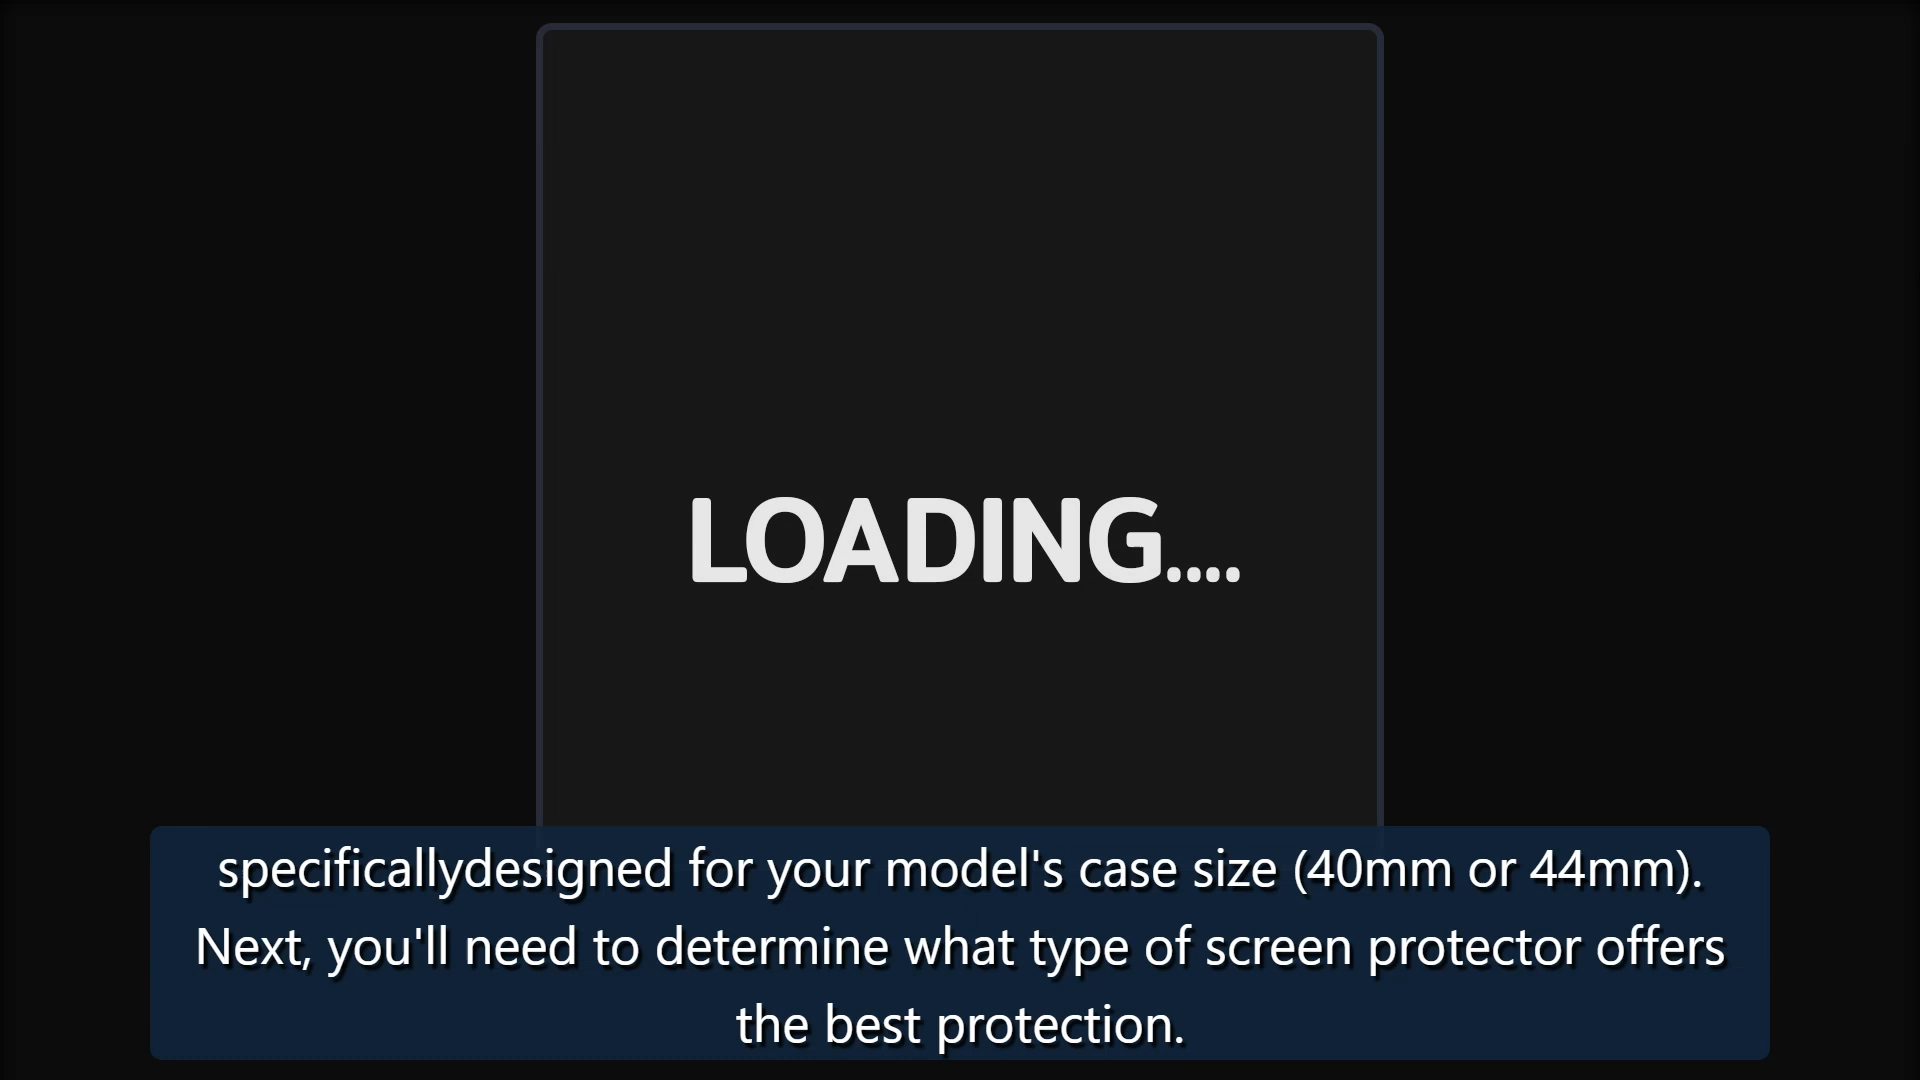 LOADING....
specificallydesigned for your model's case size (40mm or 44mm).
Next, you'll need to determine what type of screen protector offers
the best protection.